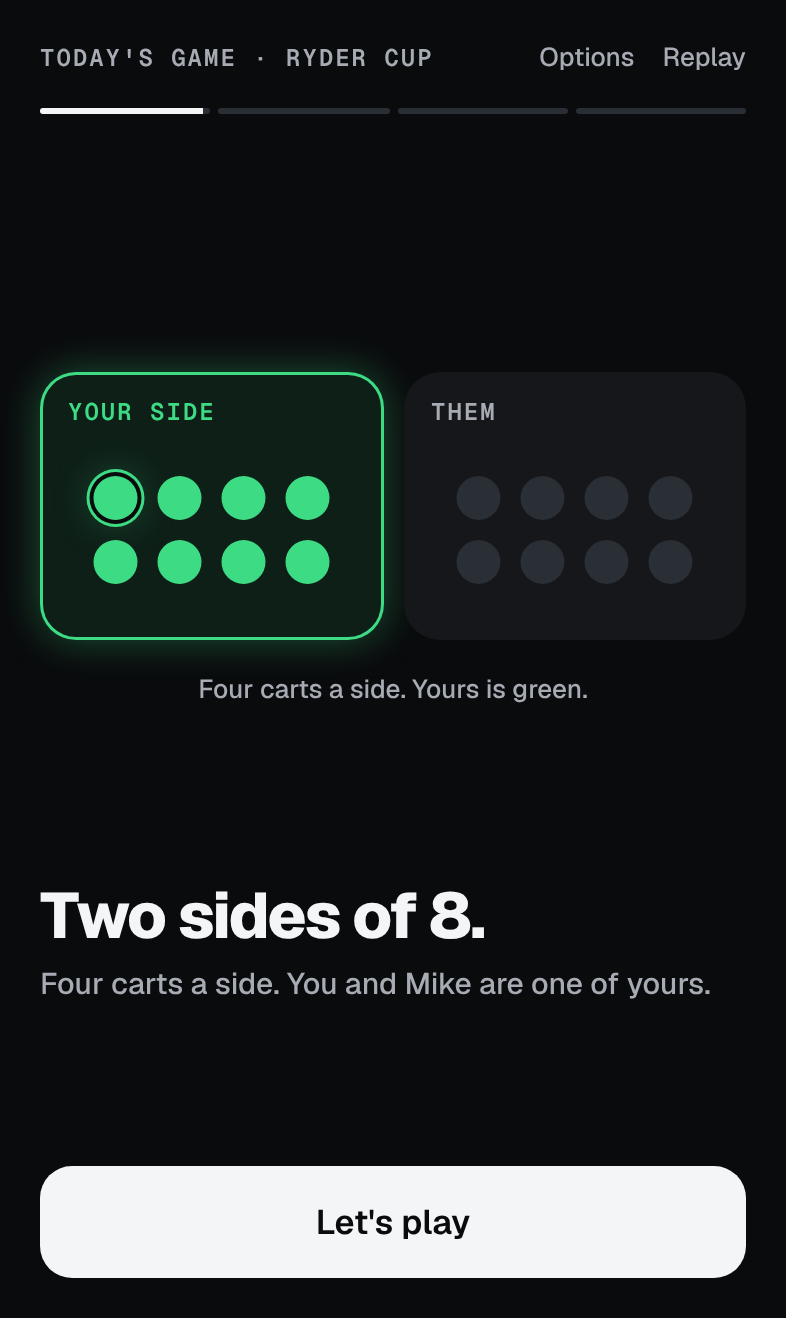 TODAY'S GAME · RYDER CUP
Options
Replay
YOUR SIDE
THEM
Four carts a side. Yours is green.
Two sides of 8.
Four carts a side. You and Mike are one of yours.
Let's play